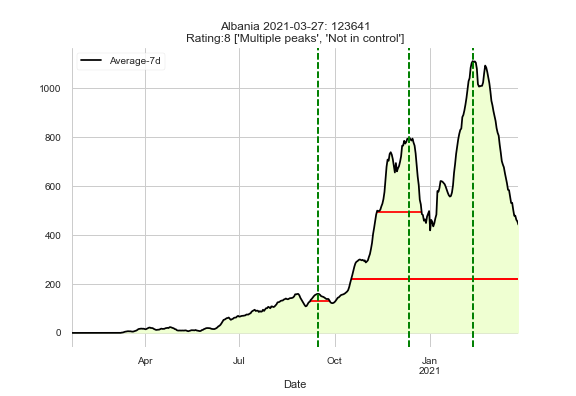 Albania 2021-03-27: 123641
Rating:8 ['Multiple peaks', 'Not in control']
Average-7d
1000
800
600
400
200
0
Apr
Jul
Oct
Jan
2021
Date